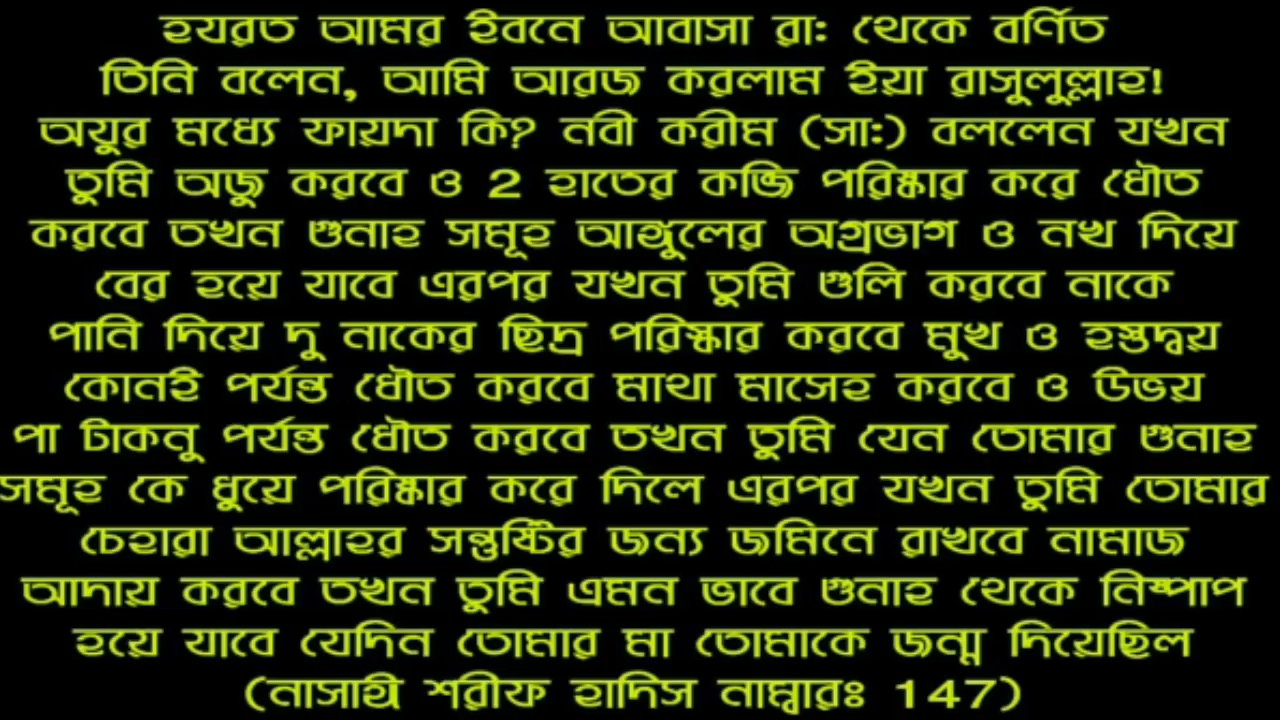 হযরত আমর ইবনে আবাসা রা: থেকে বর্ণিত
তিনি বলেন, আমি আরজ করলাম ইয়া রাসুলুল্লাহ!
অযুর মধ্যে ফায়দা কি? নবী করীম (সাঃ) বললেন যখন
তুমি অজু করবে ও 2 হাতের কব্জি পরিষ্কার করে ধৌত
করবে তখন গুনাহ সমূহ আঙ্গুলের অগ্রভাগ ও নখ দিয়ে
বের হয়ে যাবে এরপর যখন তুমি গুলি করবে নাকে
পানি দিয়ে দু নাকের ছিদ্র পরিস্কার করবে মুখ ও হস্তদ্বয়
কোনই পর্যন্ত ধৌত করবে মাথা মাসেহ করবে ও উভয়
পা টাকনু পর্যন্ত ধৌত করবে তখন তুমি যেন তোমার গুনাহ
সমূহ কে ধুয়ে পরিষ্কার করে দিলে এরপর যখন তুমি তোমার
চেহারা আল্লাহর সন্তুষ্টির জন্য জমিনে রাখবে নামাজ
আদায় করবে তখন তুমি এমন ভাবে গুনাহ থেকে নিষ্পাপ
হয়ে যাবে যেদিন তোমার মা তোমাকে জন্ম দিয়েছিল
(নাসাঈ শরীফ হাদিস নাম্বারঃ 147)